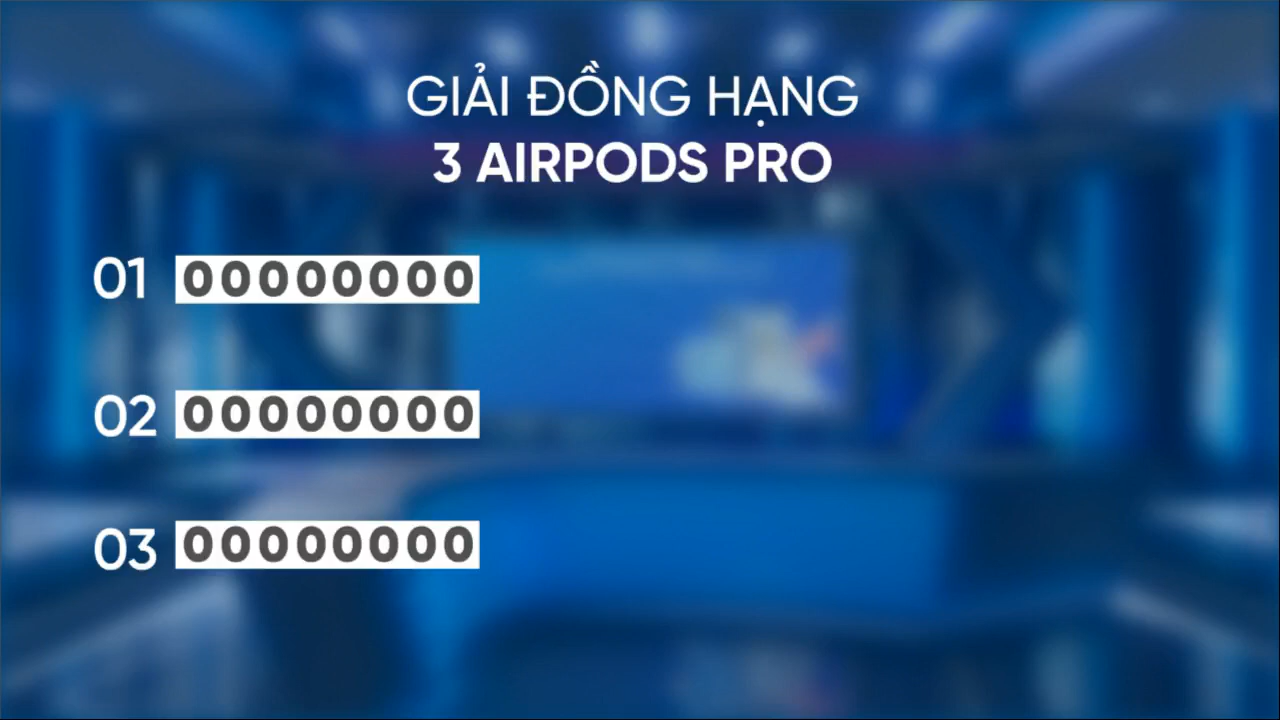 GIẢI ĐỒNG HẠNG
3 AIRPODS PRO
01 00000000
02 00000000
03 00000000